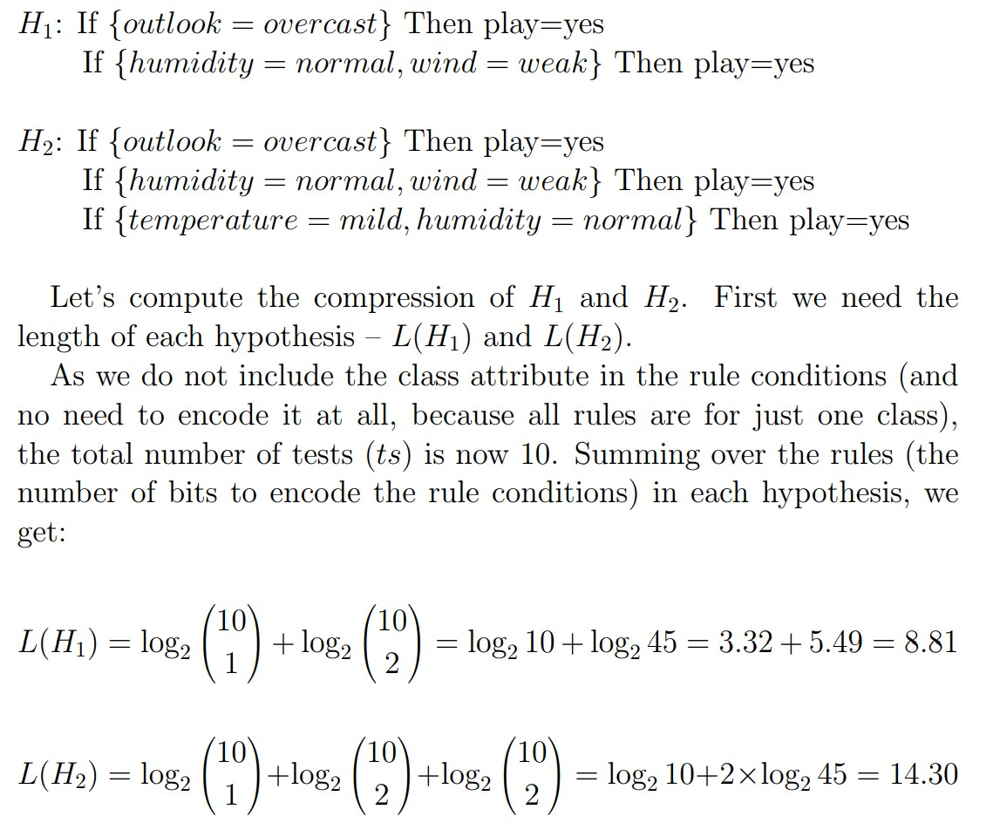 H₁: If {outlook = overcast} Then play=yes
If {humidity = normal, wind = weak} Then play=yes
H₂: If {outlook = overcast} Then play=yes
If {humidity = normal, wind = weak} Then play=yes
If {temperature = mild, humidity = normal} Then play=yes
Let’s compute the compression of H₁ and H₂. First we need the
length of each hypothesis – L(H₁) and L(H₂).
As we do not include the class attribute in the rule conditions (and
no need to encode it at all, because all rules are for just one class),
the total number of tests (ts) is now 10. Summing over the rules (the
number of bits to encode the rule conditions) in each hypothesis, we
get:
L(H₁) = log₂ (10 1) + log₂ (10 2) = log₂ 10 + log₂ 45 = 3.32 + 5.49 = 8.81
L(H₂) = log₂ (10 1) + log₂ (10 2) + log₂ (10 2) = log₂ 10+2×log₂ 45 = 14.30